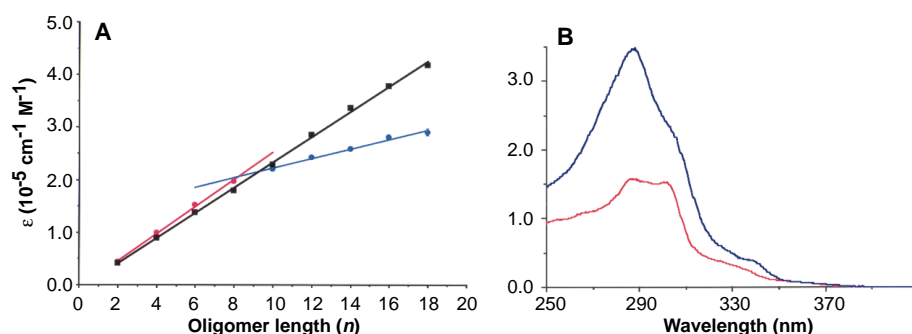 A
ε (10⁻⁵ cm⁻¹ M⁻¹)
5.0
4.0
3.0
2.0
1.0
0.0
0 2 4 6 8 10 12 14 16 18 20
Oligomer length (n)
B
3.0
2.0
1.0
0.0
250 290 330 370
Wavelength (nm)